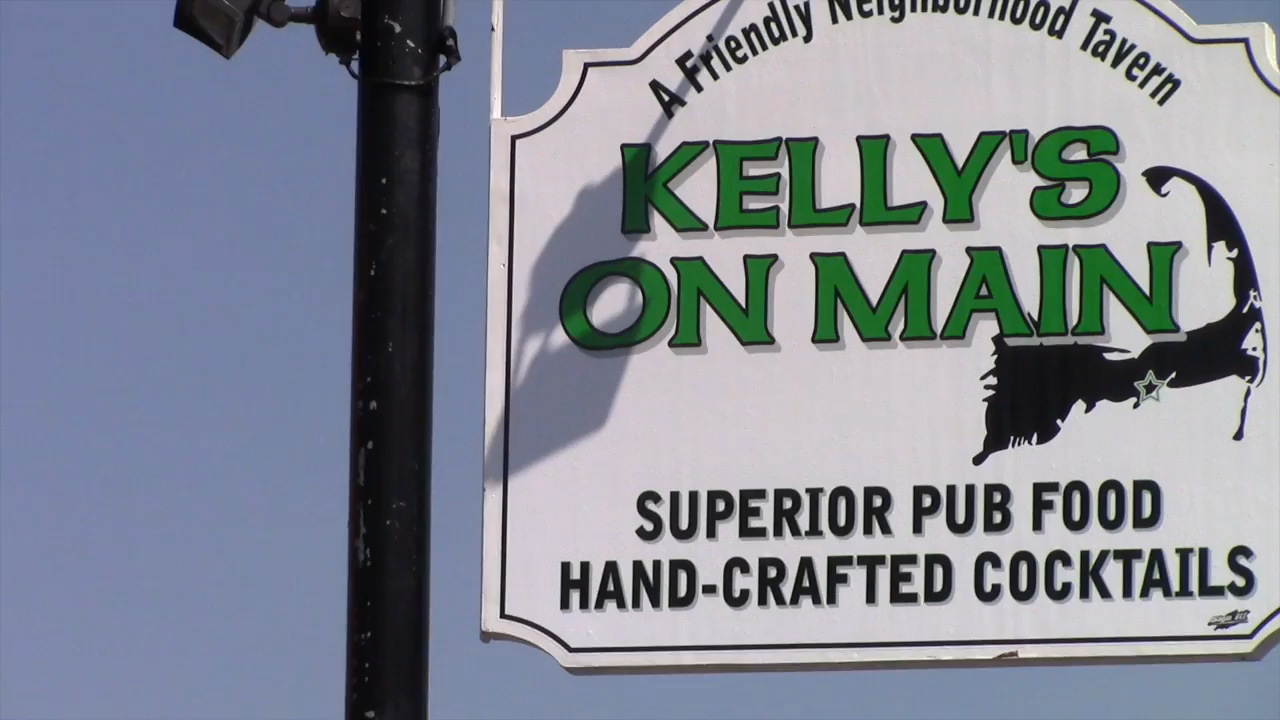 A Friendly Neighborhood Tavern
KELLY'S
ON MAIN
SUPERIOR PUB FOOD
HAND-CRAFTED COCKTAILS